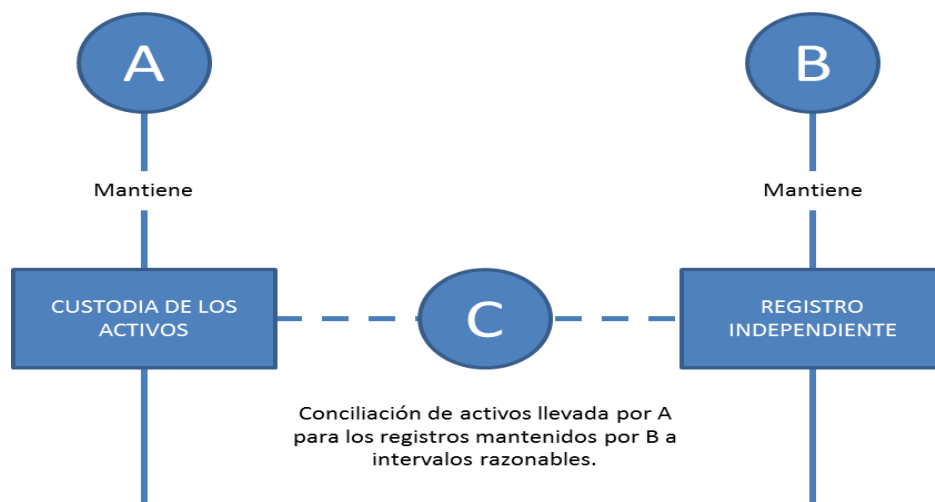 A
B
Mantiene
Mantiene
CUSTODIA DE LOS
ACTIVOS
C
REGISTRO
INDEPENDIENTE
Conciliación de activos llevada por A
para los registros mantenidos por B a
intervalos razonables.